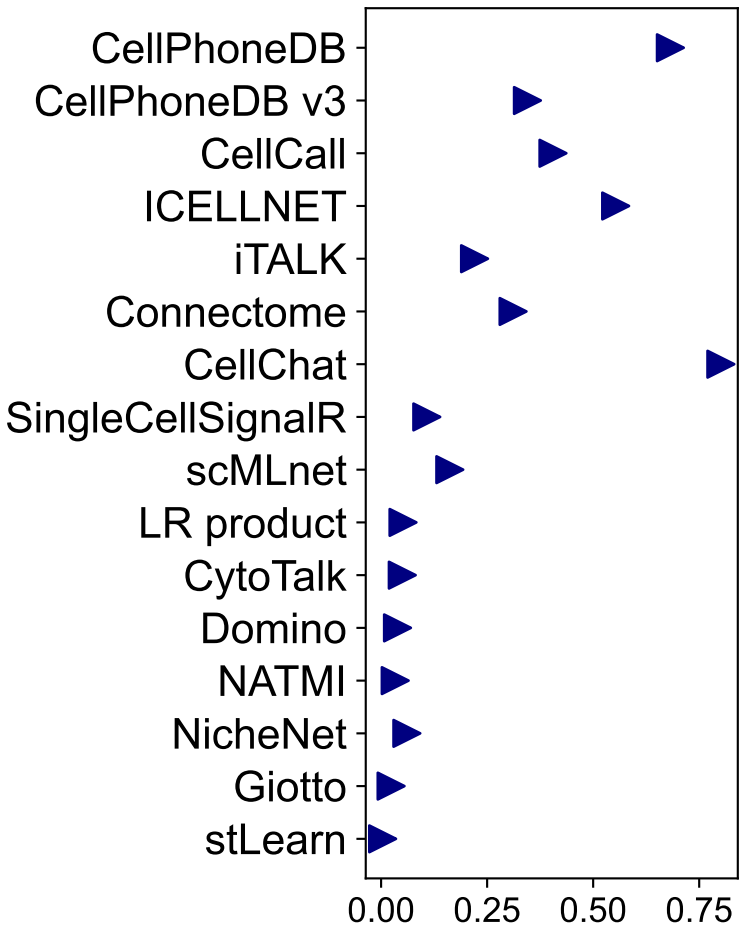 CellPhoneDB
CellPhoneDB v3
CellCall
ICELLNET
iTALK
Connectome
CellChat
SingleCellSignalR
scMLnet
LR product
CytoTalk
Domino
NATMI
NicheNet
Giotto
stLearn
0.00 0.25 0.50 0.75